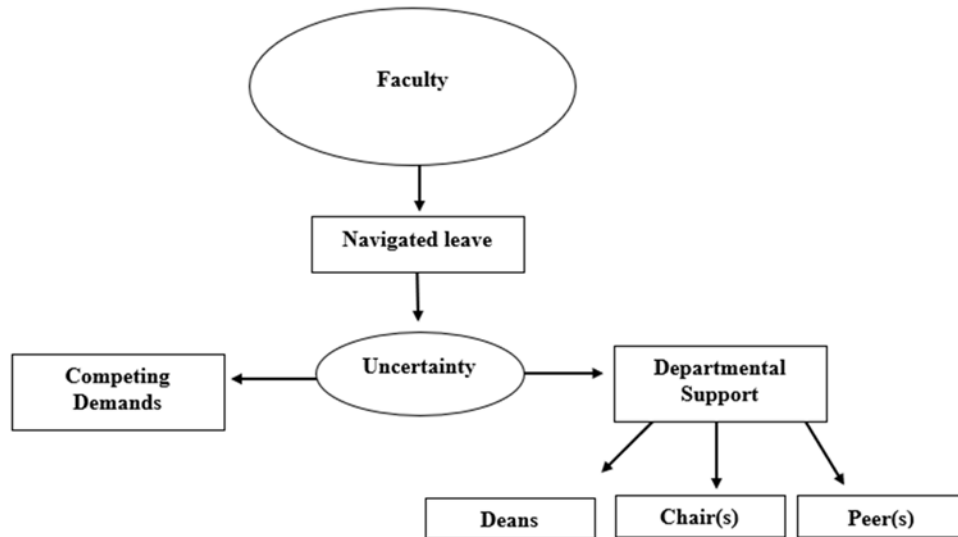 Faculty
Navigated leave
Uncertainty
Competing
Demands
Departmental
Support
Deans
Chair(s)
Peer(s)